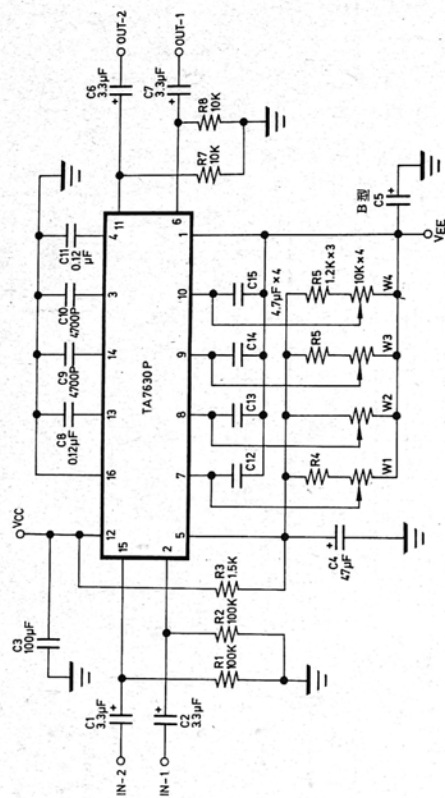 OUT-2
OUT-1
C6
3.3μF
+
C7
3.3μF
+
R8
10K
R7
10K
C11
0.12
μF
C10
4700P
C9
4700P
C8
0.12μF
11
4
3
14
13
16
6
1
10
9
8
7
5
12
15
2
TA7630P
B型
C5
+
VEE
C15
4.7μF×4
C14
C13
C12
R5
1.2K×3
10K×4
W4
R5
W3
W2
R4
W1
VCC
C3
100μF
R3
1.5K
R2
100K
R1
100K
C4
47μF
+
C1
3.3μF
+
C2
3.3μF
+
IN-2
IN-1